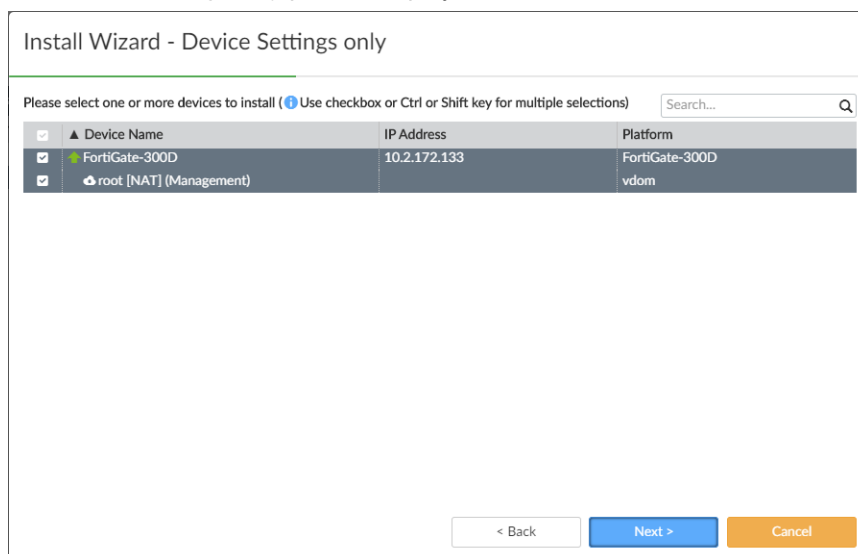 Install Wizard - Device Settings only
Please select one or more devices to install ( Use checkbox or Ctrl or Shift key for multiple selections) Search...
▲ Device Name IP Address Platform
FortiGate-300D 10.2.172.133 FortiGate-300D
root [NAT] (Management) vdom
< Back Next > Cancel